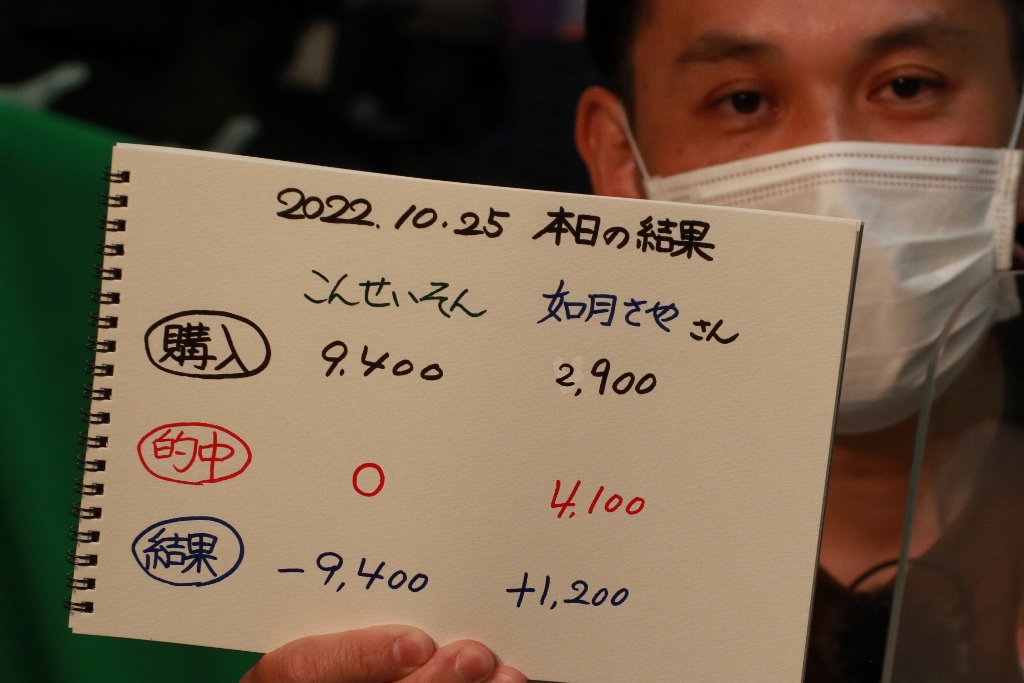 2022.10.25 本日の結果
こんせいそん 如月さやさん
購入 9,400 2,900
的中 0 4,100
結果 -9,400 +1,200